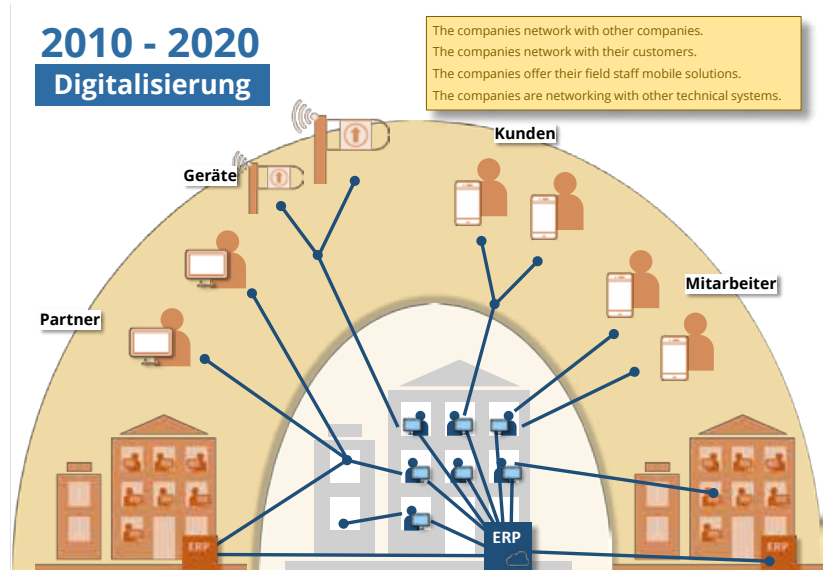 2010 - 2020
Digitalisierung
The companies network with other companies.
The companies network with their customers.
The companies offer their field staff mobile solutions.
The companies are networking with other technical systems.
Kunden
Geräte
Mitarbeiter
Partner
ERP
ERP
ERP